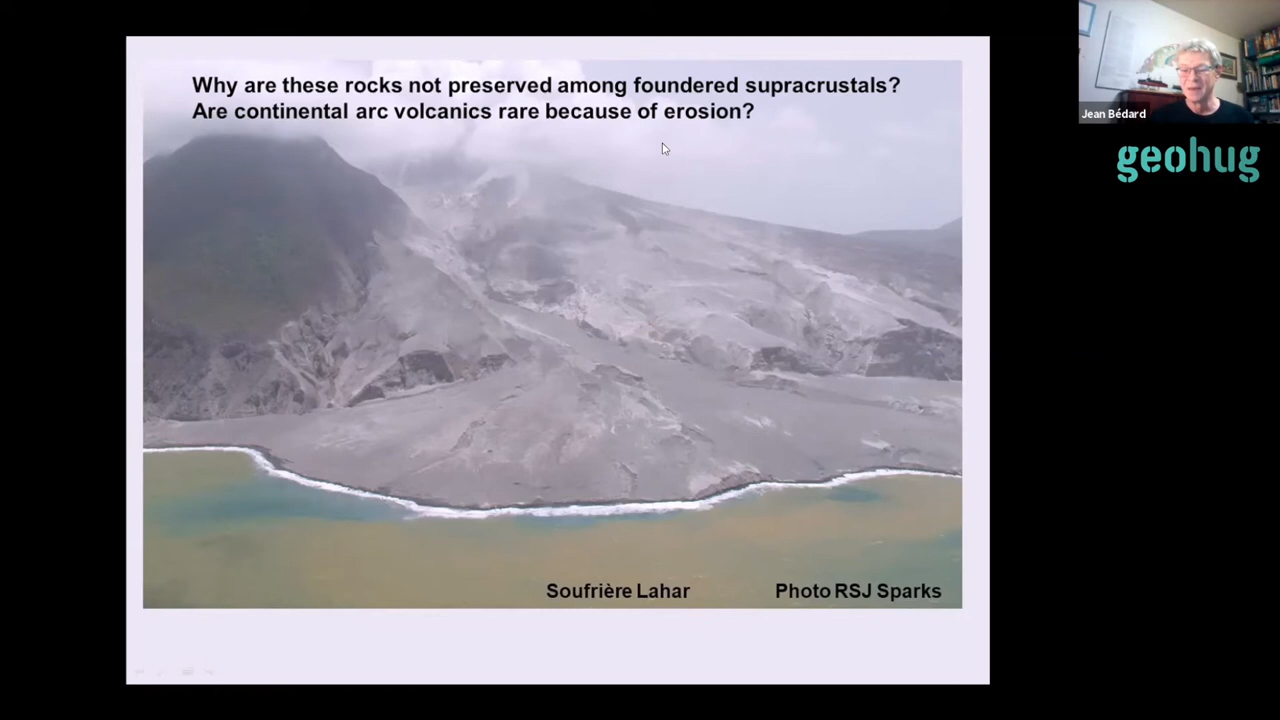 Why are these rocks not preserved among foundered supracrustals?
Are continental arc volcanics rare because of erosion?
Jean Bédard
geohug
Soufrière Lahar
Photo RSJ Sparks